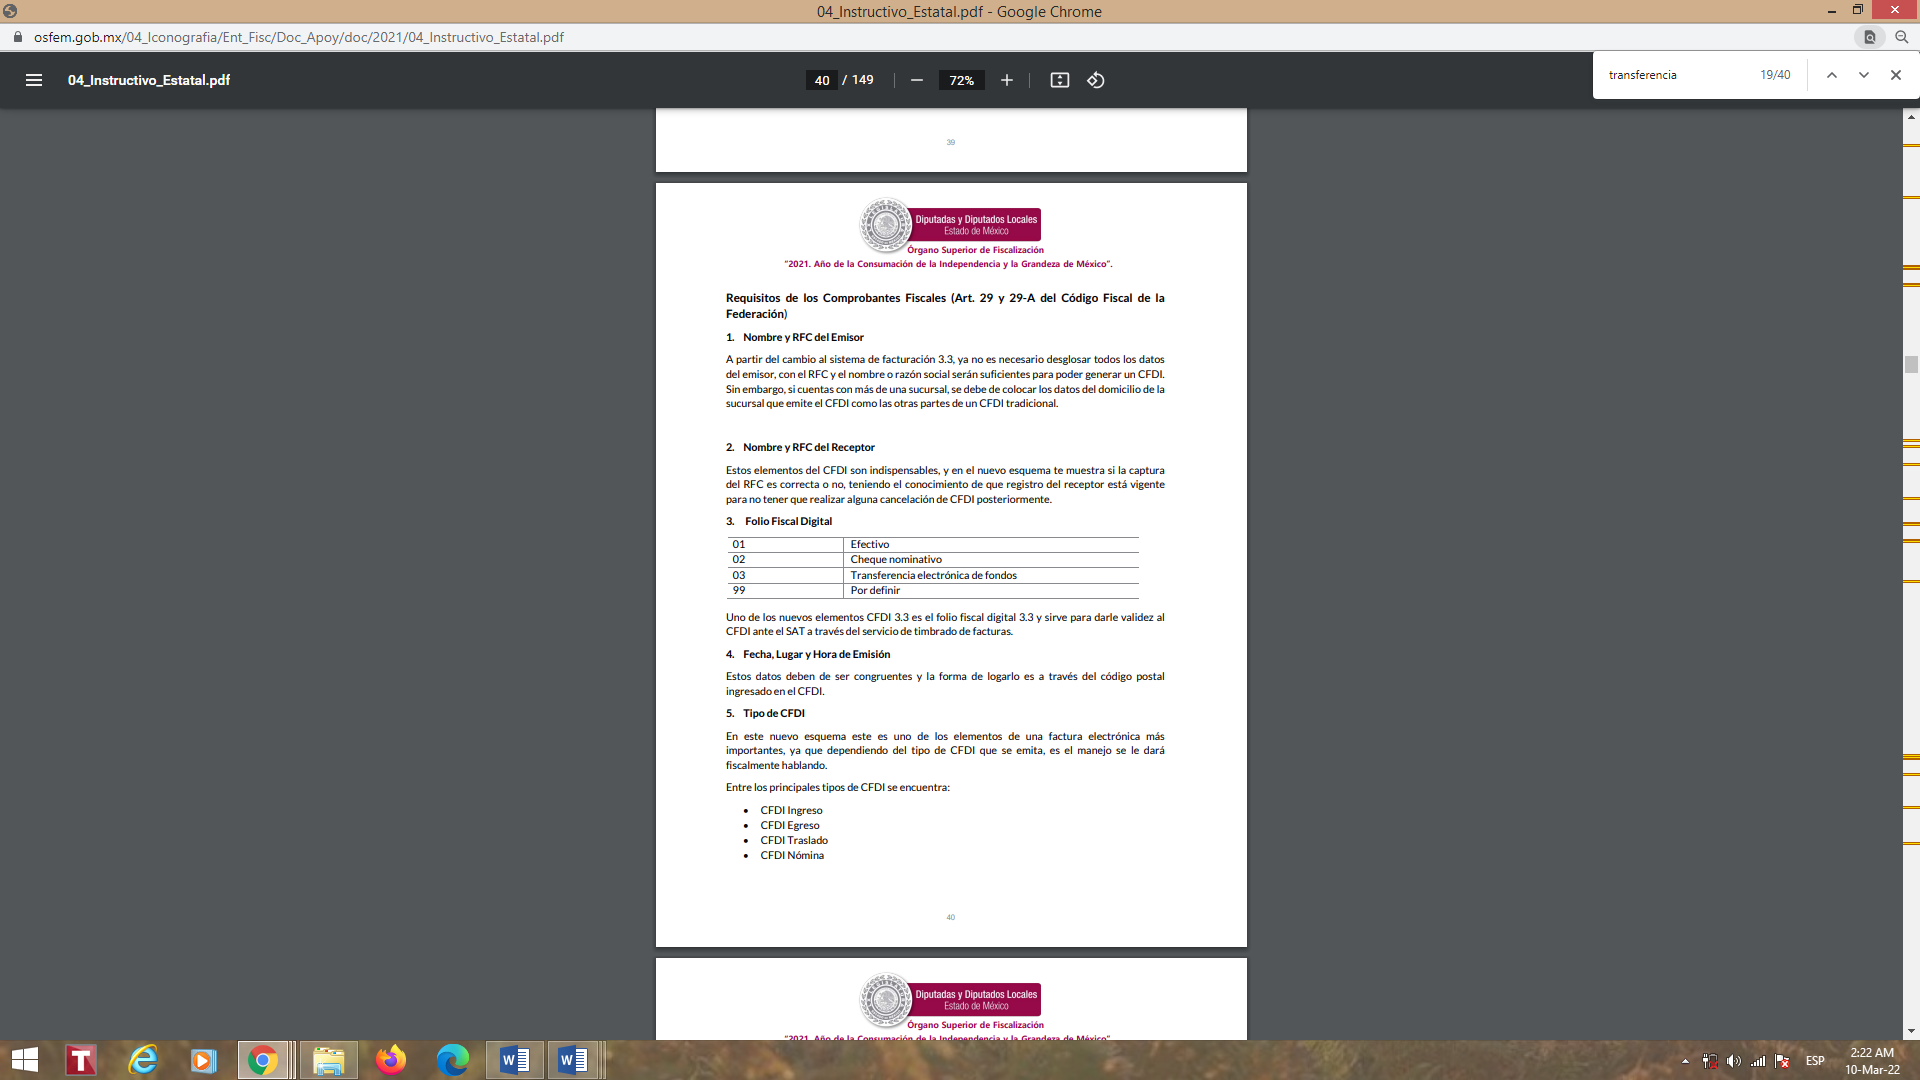 04_Instructivo_Estatal.pdf - Google Chrome
osfem.gob.mx/04_Iconografia/Ent_Fisc/Doc_Apoy/doc/2021/04_Instructivo_Estatal.pdf
04_Instructivo_Estatal.pdf
40 / 149
72%
transferencia
19/40
39
Diputadas y Diputados Locales
Estado de México
Órgano Superior de Fiscalización
"2021. Año de la Consumación de la Independencia y la Grandeza de México".
Requisitos de los Comprobantes Fiscales (Art. 29 y 29-A del Código Fiscal de la
Federación)
1. Nombre y RFC del Emisor
A partir del cambio al sistema de facturación 3.3, ya no es necesario desglosar todos los datos
del emisor, con el RFC y el nombre o razón social serán suficientes para poder generar un CFDI.
Sin embargo, si cuentas con más de una sucursal, se debe de colocar los datos del domicilio de la
sucursal que emite el CFDI como las otras partes de un CFDI tradicional.
2. Nombre y RFC del Receptor
Estos elementos del CFDI son indispensables, y en el nuevo esquema te muestra si la captura
del RFC es correcta o no, teniendo el conocimiento de que registro del receptor está vigente
para no tener que realizar alguna cancelación de CFDI posteriormente.
3. Folio Fiscal Digital
01 Efectivo
02 Cheque nominativo
03 Transferencia electrónica de fondos
99 Por definir
Uno de los nuevos elementos CFDI 3.3 es el folio fiscal digital 3.3 y sirve para darle validez al
CFDI ante el SAT a través del servicio de timbrado de facturas.
4. Fecha, Lugar y Hora de Emisión
Estos datos deben de ser congruentes y la forma de logarlo es a través del código postal
ingresado en el CFDI.
5. Tipo de CFDI
En este nuevo esquema este es uno de los elementos de una factura electrónica más
importantes, ya que dependiendo del tipo de CFDI que se emita, es el manejo se le dará
fiscalmente hablando.
Entre los principales tipos de CFDI se encuentra:
• CFDI Ingreso
• CFDI Egreso
• CFDI Traslado
• CFDI Nómina
40
Diputadas y Diputados Locales
Estado de México
Órgano Superior de Fiscalización
"2021. Año de la Consumación de la Independencia y la Grandeza de México".
ESP
2:22 AM
10-Mar-22